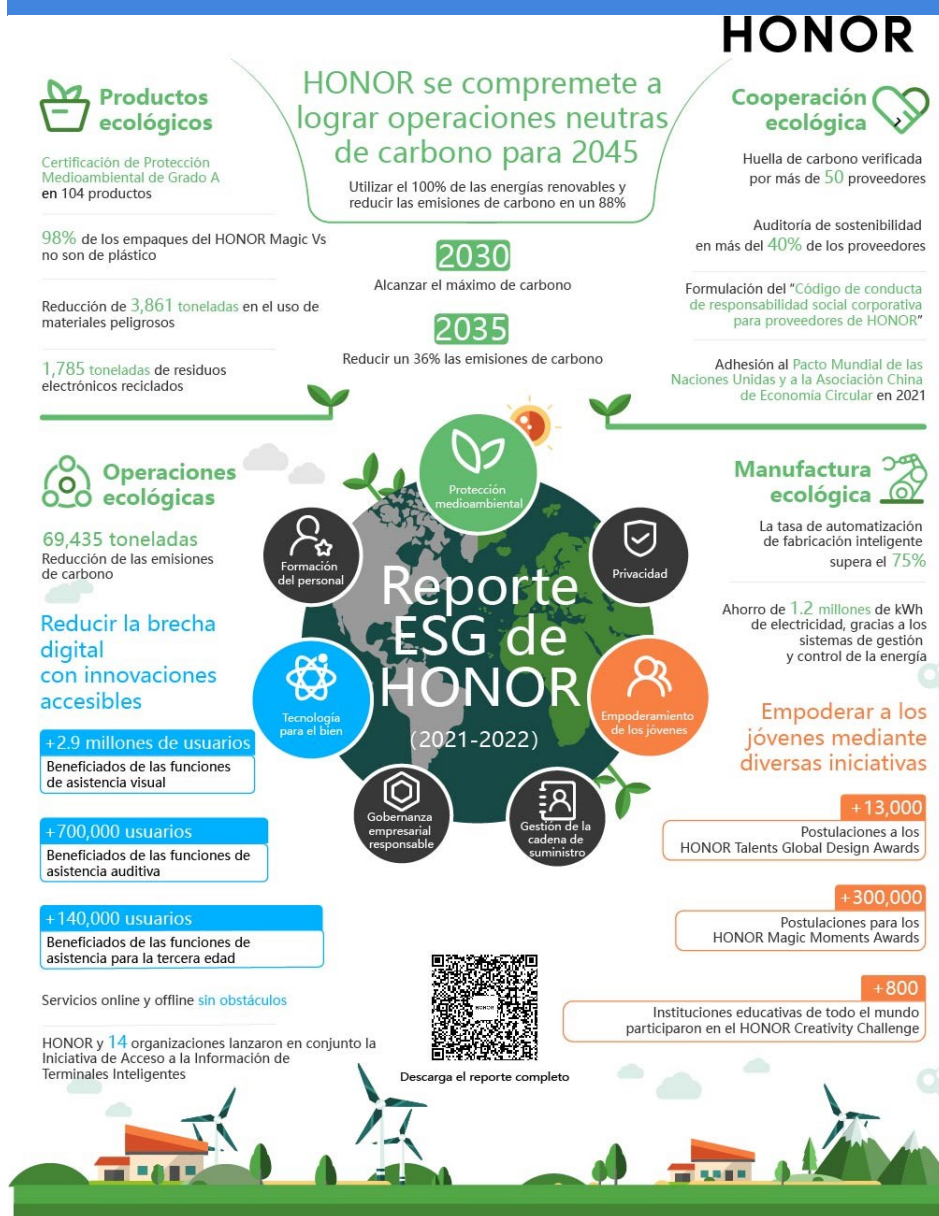 HONOR
HONOR se compromete a
lograr operaciones neutras
de carbono para 2045
Utilizar el 100% de las energías renovables y
reducir las emisiones de carbono en un 88%
2030
Alcanzar el máximo de carbono
2035
Reducir un 36% las emisiones de carbono
Productos
ecológicos
Certificación de Protección
Medioambiental de Grado A
en 104 productos
98% de los empaques del HONOR Magic Vs
no son de plástico
Reducción de 3,861 toneladas en el uso de
materiales peligrosos
1,785 toneladas de residuos
electrónicos reciclados
Cooperación
ecológica
Huella de carbono verificada
por más de 50 proveedores
Auditoría de sostenibilidad
en más del 40% de los proveedores
Formulación del “Código de conducta
de responsabilidad social corporativa
para proveedores de HONOR”
Adhesión al Pacto Mundial de las
Naciones Unidas y a la Asociación China
de Economía Circular en 2021
Operaciones
ecológicas
69,435 toneladas
Reducción de las emisiones
de carbono
Reducir la brecha
digital
con innovaciones
accesibles
+2.9 millones de usuarios
Beneficiados de las funciones
de asistencia visual
+700,000 usuarios
Beneficiados de las funciones de
asistencia auditiva
+140,000 usuarios
Beneficiados de las funciones de
asistencia para la tercera edad
Servicios online y offline sin obstáculos
HONOR y 14 organizaciones lanzaron en conjunto la
Iniciativa de Acceso a la Información de
Terminales Inteligentes
Protección
medioambiental
Formación
del personal
Privacidad
Reporte
ESG de
HONOR
(2021-2022)
Tecnología
para el bien
Empoderamiento
de los jóvenes
Gobernanza
empresarial
responsable
Gestión de la
cadena de
suministro
HONOR
Descarga el reporte completo
Manufactura
ecológica
La tasa de automatización
de fabricación inteligente
supera el 75%
Ahorro de 1.2 millones de kWh
de electricidad, gracias a los
sistemas de gestión
y control de la energía
Empoderar a los
jóvenes mediante
diversas iniciativas
+13,000
Postulaciones a los
HONOR Talents Global Design Awards
+300,000
Postulaciones para los
HONOR Magic Moments Awards
+800
Instituciones educativas de todo el mundo
participaron en el HONOR Creativity Challenge